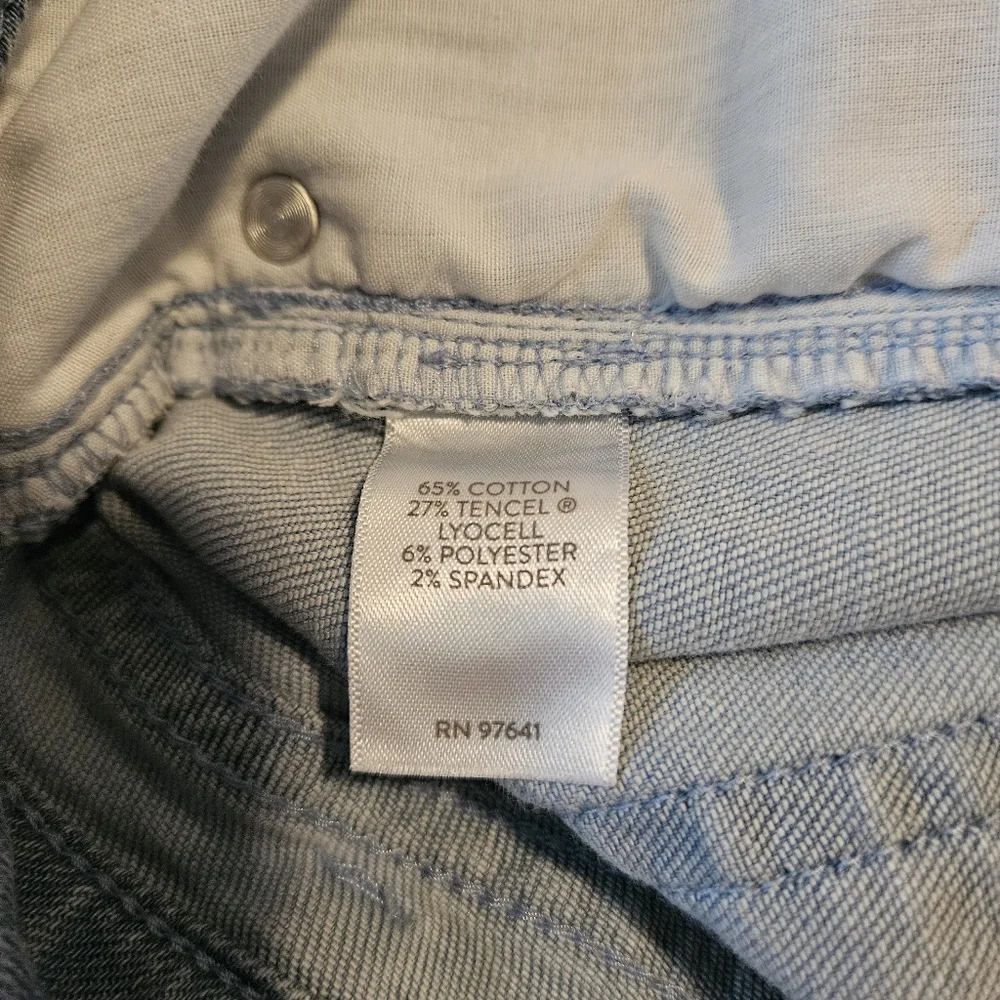 65% COTTON
27% TENCEL ®
LYOCELL
6% POLYESTER
2% SPANDEX
RN 97641